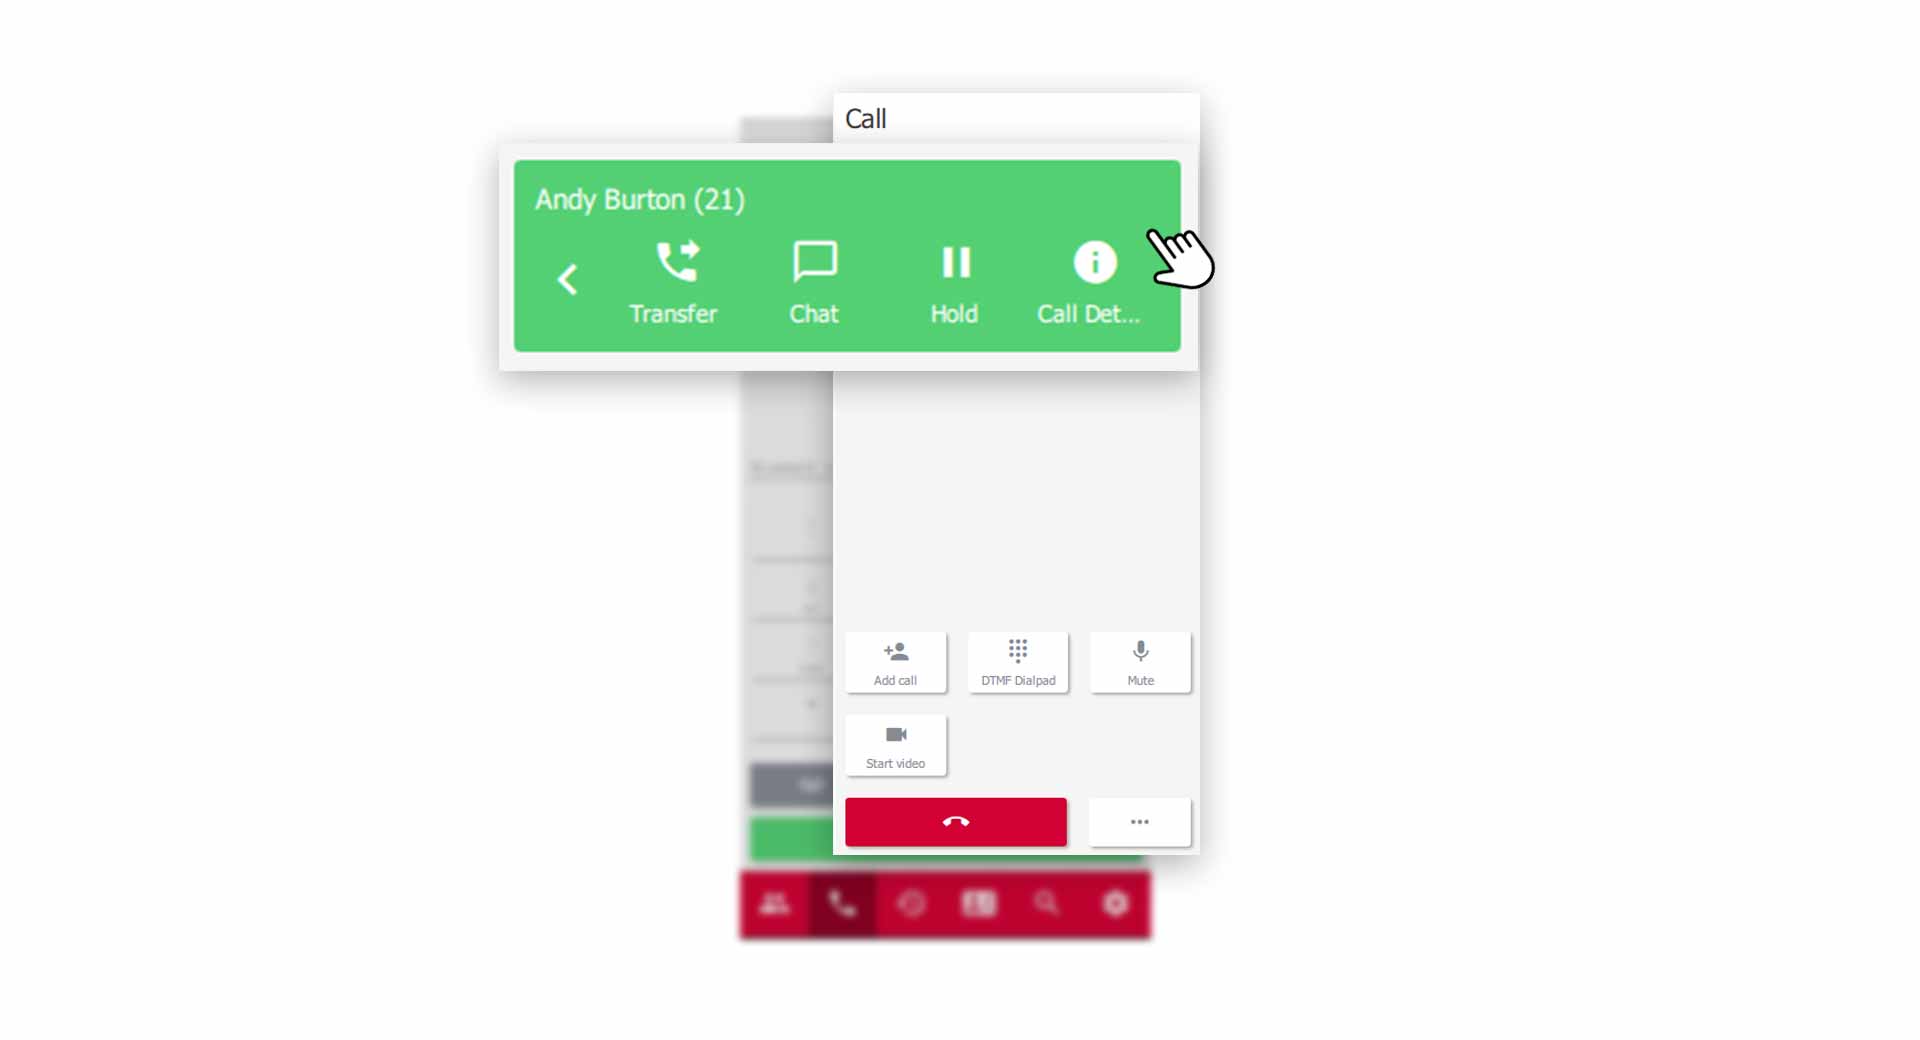 Call
Andy Burton (21)
Transfer Chat Hold Call Det...
Add call DTMF Dialpad Mute
Start video